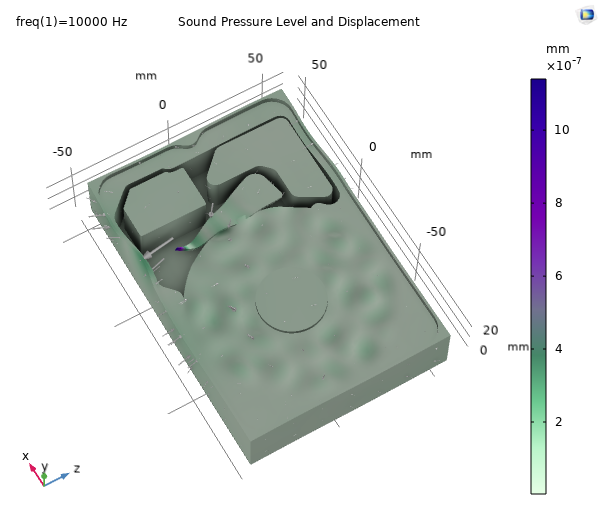 freq(1)=10000 Hz
Sound Pressure Level and Displacement
mm
×10⁻⁷
50
50
mm
0
0
mm
-50
-50
20
0
mm
10
8
6
4
2
x
y
z